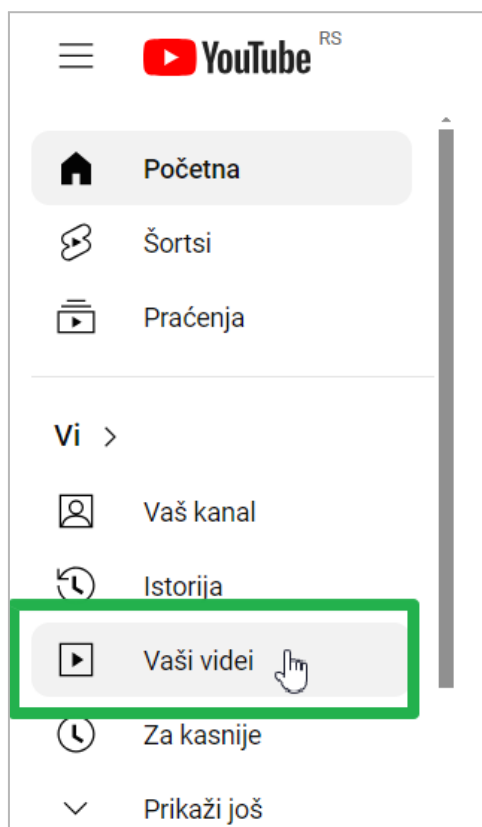 YouTube RS
Početna
Šortsi
Praćenja
Vi
Vaš kanal
Istorija
Vaši videi
Za kasnije
Prikaži još